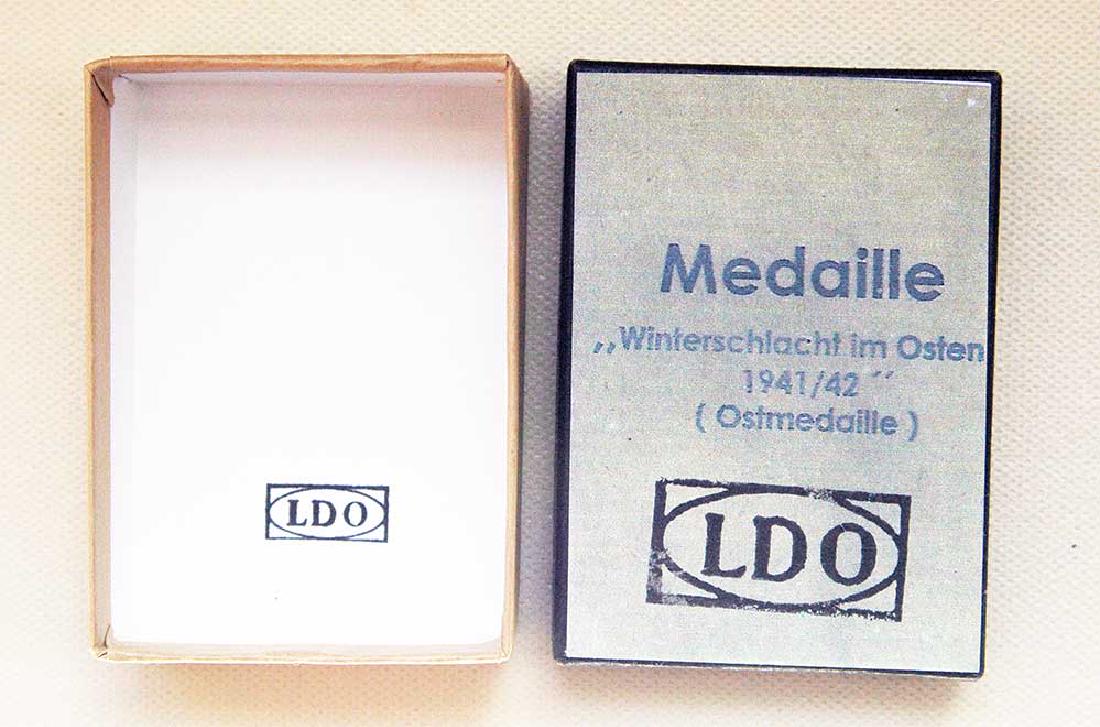 LDO
Medaille
,,Winterschlacht im Osten
1941/42 ´´
( Ostmedaille )
LDO